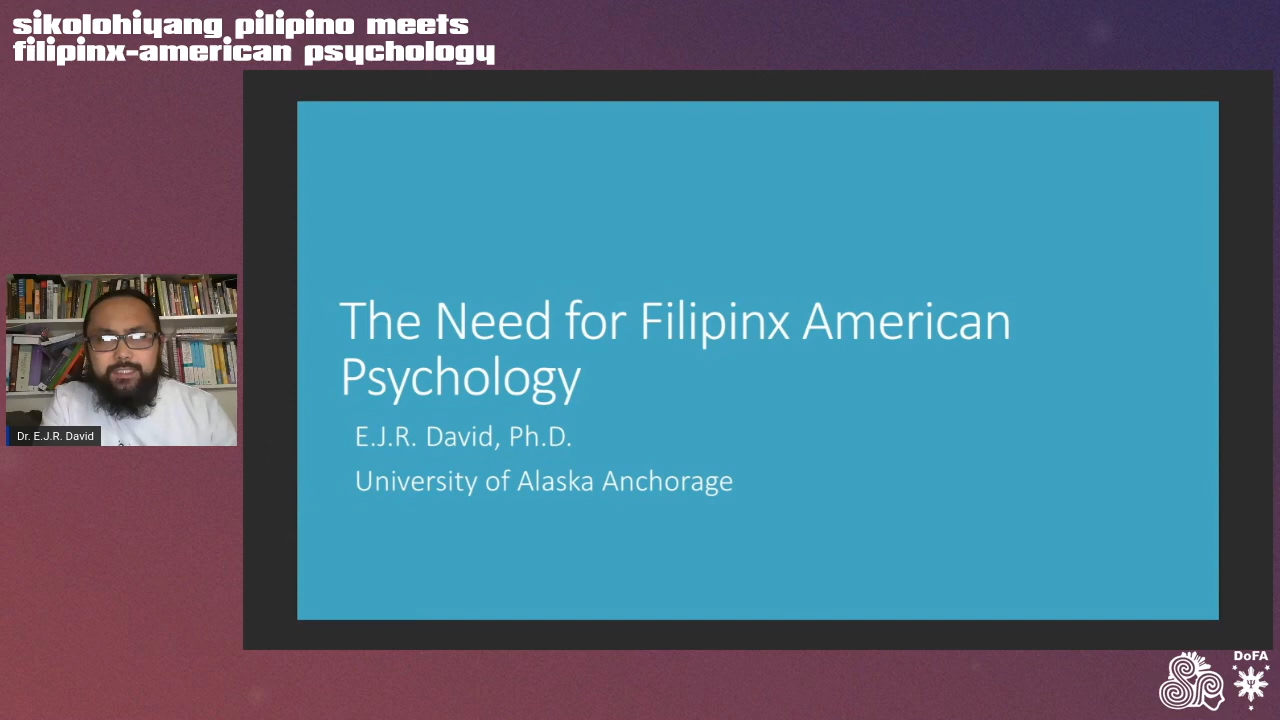 sikolohiyang pilipino meets
filipinx-american psychology
The Need for Filipinx American
Psychology
E.J.R. David, Ph.D.
University of Alaska Anchorage
Dr. E.J.R. David
DoFA